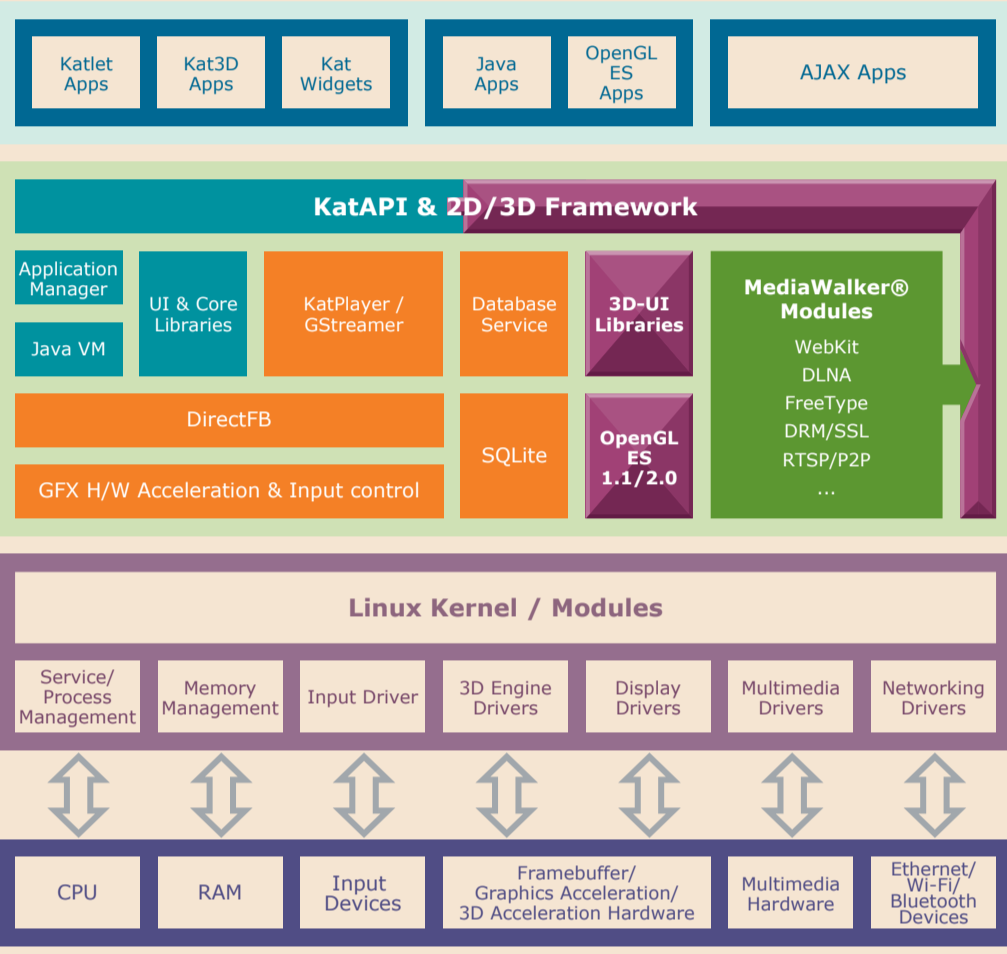 Katlet
Apps
Kat3D
Apps
Kat
Widgets
Java
Apps
OpenGL
ES
Apps
AJAX Apps
KatAPI & 2D/3D Framework
Application
Manager
Java VM
UI & Core
Libraries
KatPlayer /
GStreamer
Database
Service
3D-UI
Libraries
MediaWalker®
Modules
WebKit
DLNA
FreeType
DRM/SSL
RTSP/P2P
...
DirectFB
GFX H/W Acceleration & Input control
SQLite
OpenGL
ES
1.1/2.0
Linux Kernel / Modules
Service/
Process
Management
Memory
Management
Input Driver
3D Engine
Drivers
Display
Drivers
Multimedia
Drivers
Networking
Drivers
CPU
RAM
Input
Devices
Framebuffer/
Graphics Acceleration/
3D Acceleration Hardware
Multimedia
Hardware
Ethernet/
Wi-Fi/
Bluetooth
Devices